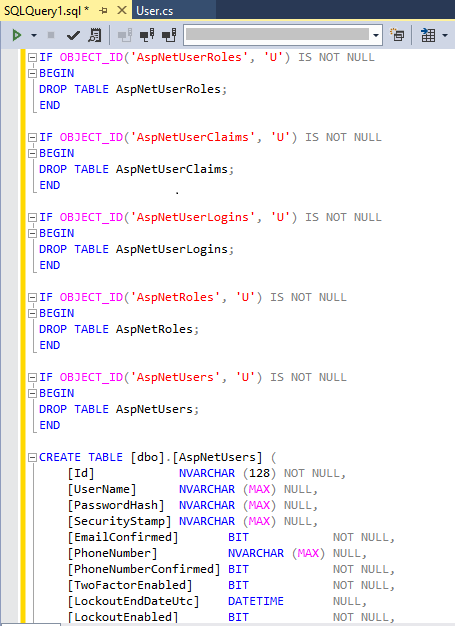 SQLQuery1.sql *
User.cs
IF OBJECT_ID('AspNetUserRoles', 'U') IS NOT NULL
BEGIN
DROP TABLE AspNetUserRoles;
END
IF OBJECT_ID('AspNetUserClaims', 'U') IS NOT NULL
BEGIN
DROP TABLE AspNetUserClaims;
END
IF OBJECT_ID('AspNetUserLogins', 'U') IS NOT NULL
BEGIN
DROP TABLE AspNetUserLogins;
END
IF OBJECT_ID('AspNetRoles', 'U') IS NOT NULL
BEGIN
DROP TABLE AspNetRoles;
END
IF OBJECT_ID('AspNetUsers', 'U') IS NOT NULL
BEGIN
DROP TABLE AspNetUsers;
END
CREATE TABLE [dbo].[AspNetUsers] (
[Id] NVARCHAR (128) NOT NULL,
[UserName] NVARCHAR (MAX) NULL,
[PasswordHash] NVARCHAR (MAX) NULL,
[SecurityStamp] NVARCHAR (MAX) NULL,
[EmailConfirmed] BIT NOT NULL,
[PhoneNumber] NVARCHAR (MAX) NULL,
[PhoneNumberConfirmed] BIT NOT NULL,
[TwoFactorEnabled] BIT NOT NULL,
[LockoutEndDateUtc] DATETIME NULL,
[LockoutEnabled] BIT NOT NULL,